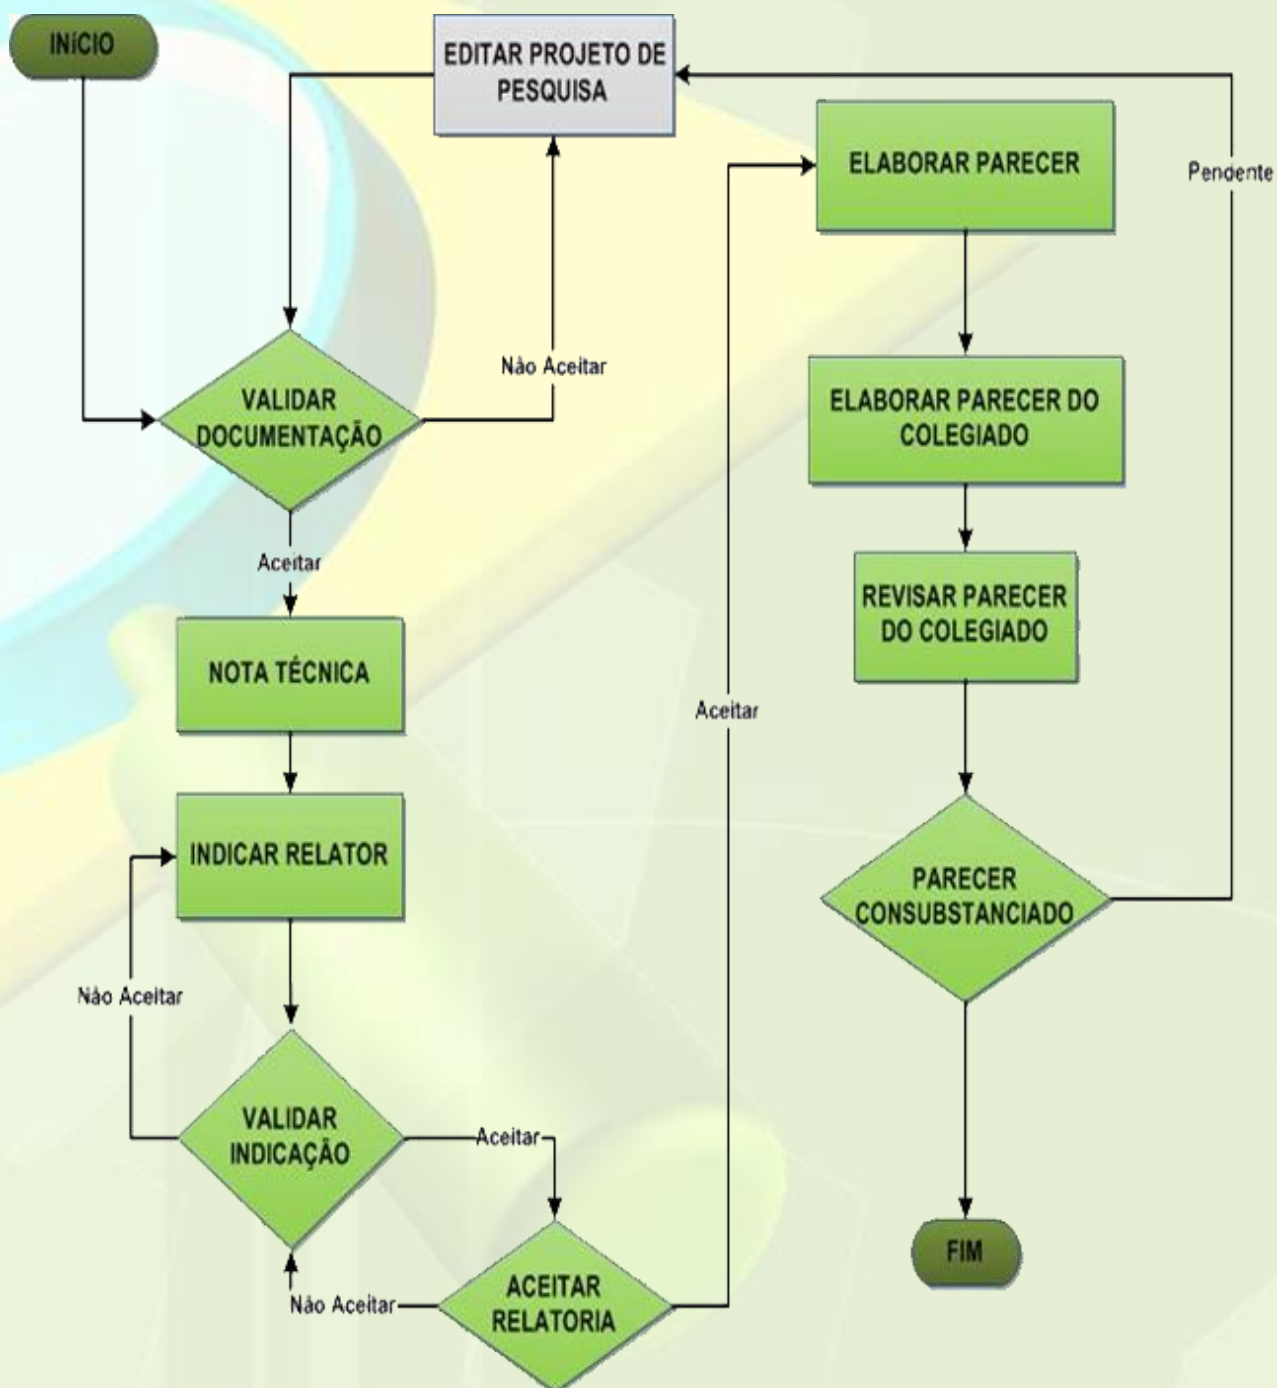 INÍCIO
EDITAR PROJETO DE
PESQUISA
Não Aceitar
VALIDAR
DOCUMENTAÇÃO
Aceitar
NOTA TÉCNICA
INDICAR RELATOR
Não Aceitar
VALIDAR
INDICAÇÃO
Aceitar
Não Aceitar
ACEITAR
RELATORIA
Aceitar
ELABORAR PARECER
ELABORAR PARECER DO
COLEGIADO
REVISAR PARECER
DO COLEGIADO
PARECER
CONSUBSTANCIADO
Pendente
FIM